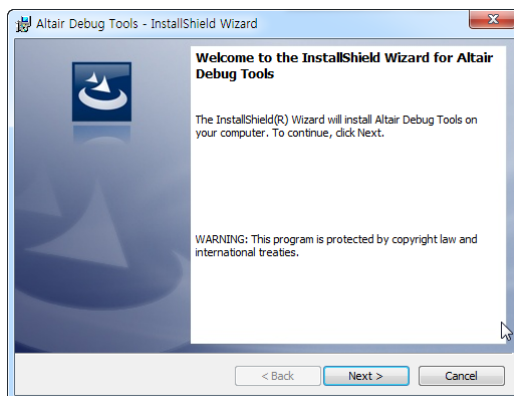 Altair Debug Tools - InstallShield Wizard
Welcome to the InstallShield Wizard for Altair
Debug Tools
The InstallShield(R) Wizard will install Altair Debug Tools on
your computer. To continue, click Next.
WARNING: This program is protected by copyright law and
international treaties.
< Back
Next >
Cancel